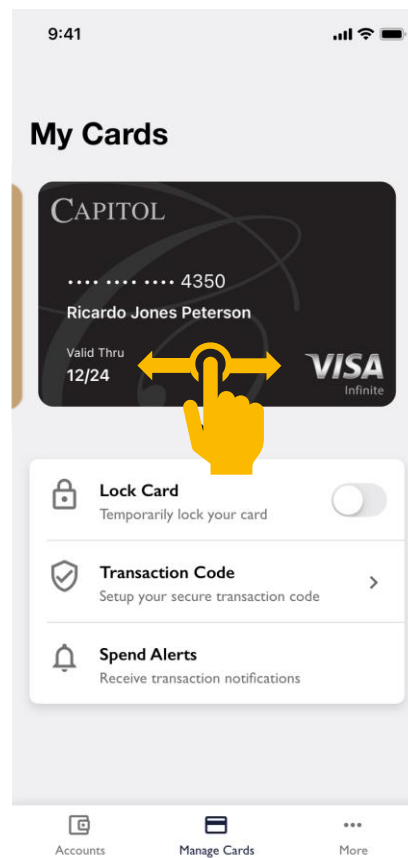 9:41
My Cards
CAPITOL
•••• •••• •••• 4350
Ricardo Jones Peterson
Valid Thru
12/24
VISA
Infinite
Lock Card
Temporarily lock your card
Transaction Code
Setup your secure transaction code
Spend Alerts
Receive transaction notifications
Accounts
Manage Cards
More